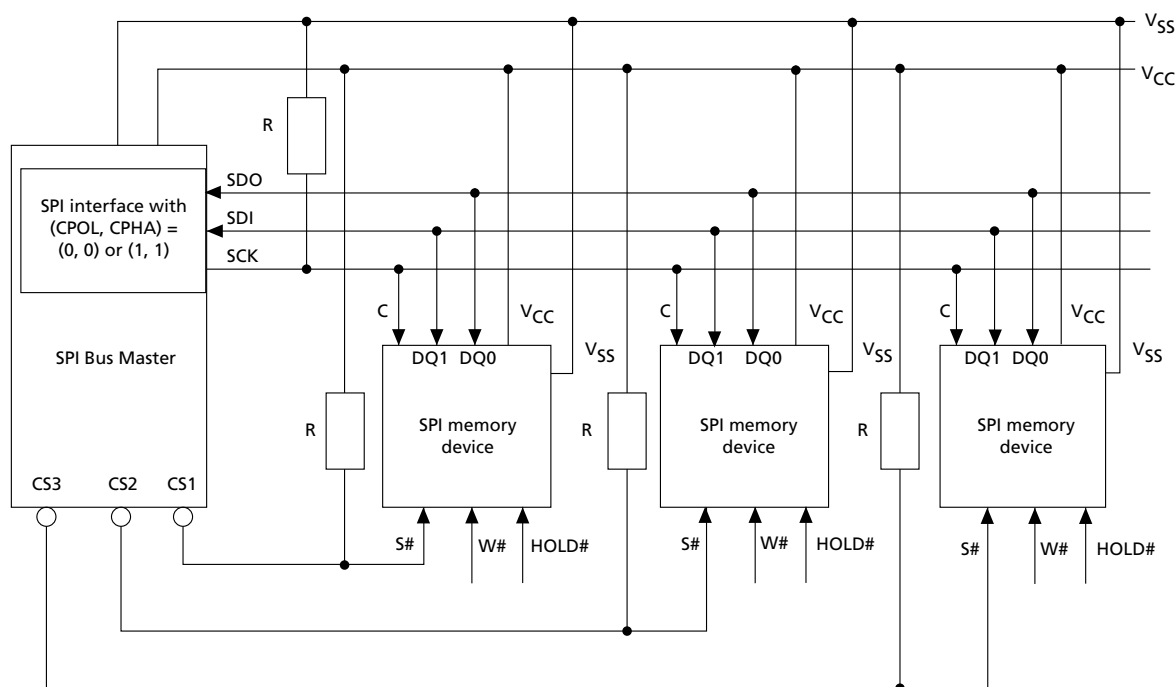 VSS
VCC
R
SDO
SPI interface with
(CPOL, CPHA) =
(0, 0) or (1, 1)
SDI
SCK
SPI Bus Master
C
VCC
C
VCC
C
VCC
DQ1 DQ0
VSS
DQ1 DQ0
VSS
DQ1 DQ0
VSS
R
SPI memory
device
R
SPI memory
device
R
SPI memory
device
CS3 CS2 CS1
S# W# HOLD#
S# W# HOLD#
S# W# HOLD#